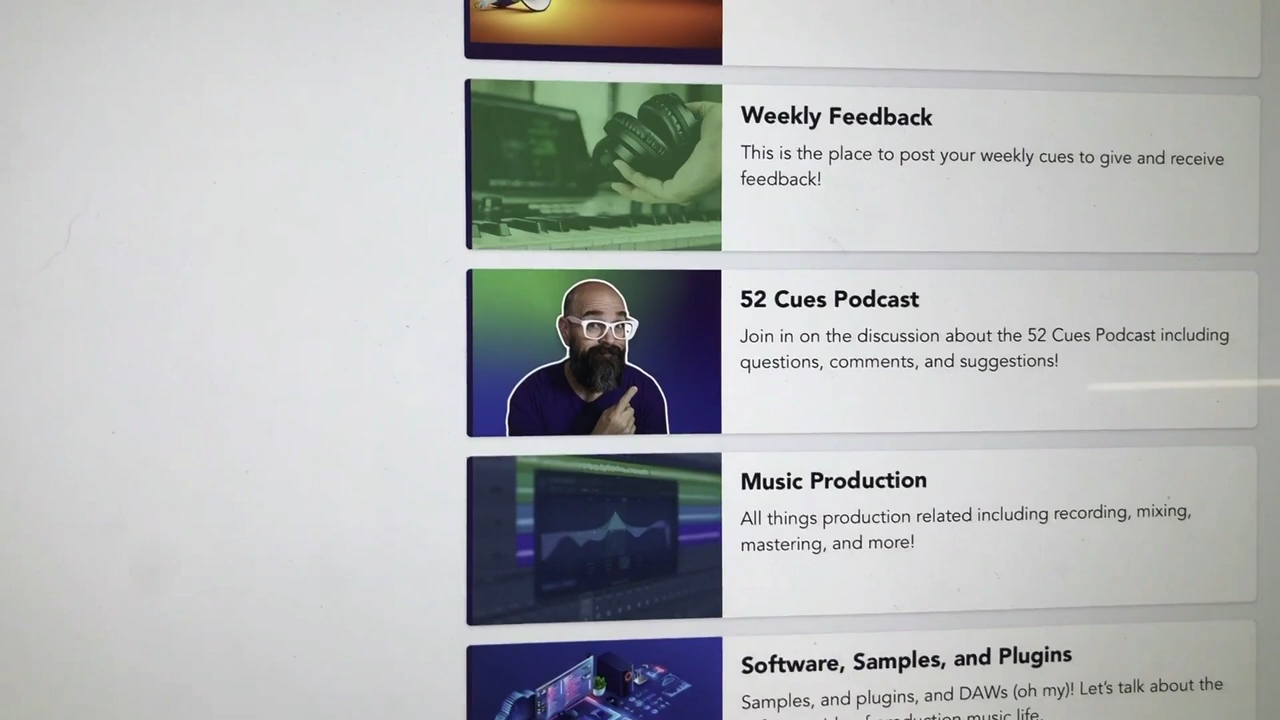 Weekly Feedback
This is the place to post your weekly cues to give and receive
feedback!
52 Cues Podcast
Join in on the discussion about the 52 Cues Podcast including
questions, comments, and suggestions!
Music Production
All things production related including recording, mixing,
mastering, and more!
Software, Samples, and Plugins
Samples, and plugins, and DAWs (oh my)! Let's talk about the
production music life.